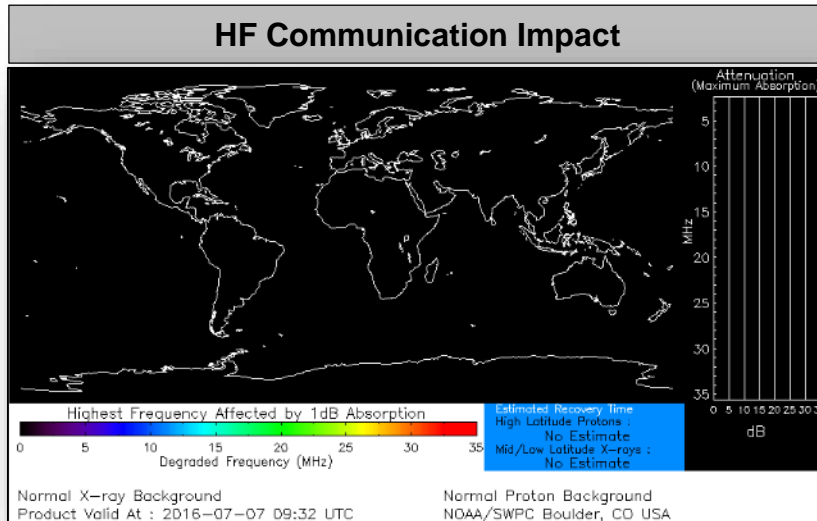 HF Communication Impact
Attenuation
(Maximum Absorption)
5
10
15
20
25
30
35
MHz
0 5 10 15 20 25 30
dB
Highest Frequency Affected by 1dB Absorption
0 5 10 15 20 25 30 35
Degraded Frequency (MHz)
Estimated Recovery Time
High Latitude Protons :
No Estimate
Mid/Low Latitude X-rays :
No Estimate
Normal X-ray Background
Product Valid At : 2016-07-07 09:32 UTC
Normal Proton Background
NOAA/SWPC Boulder, CO USA